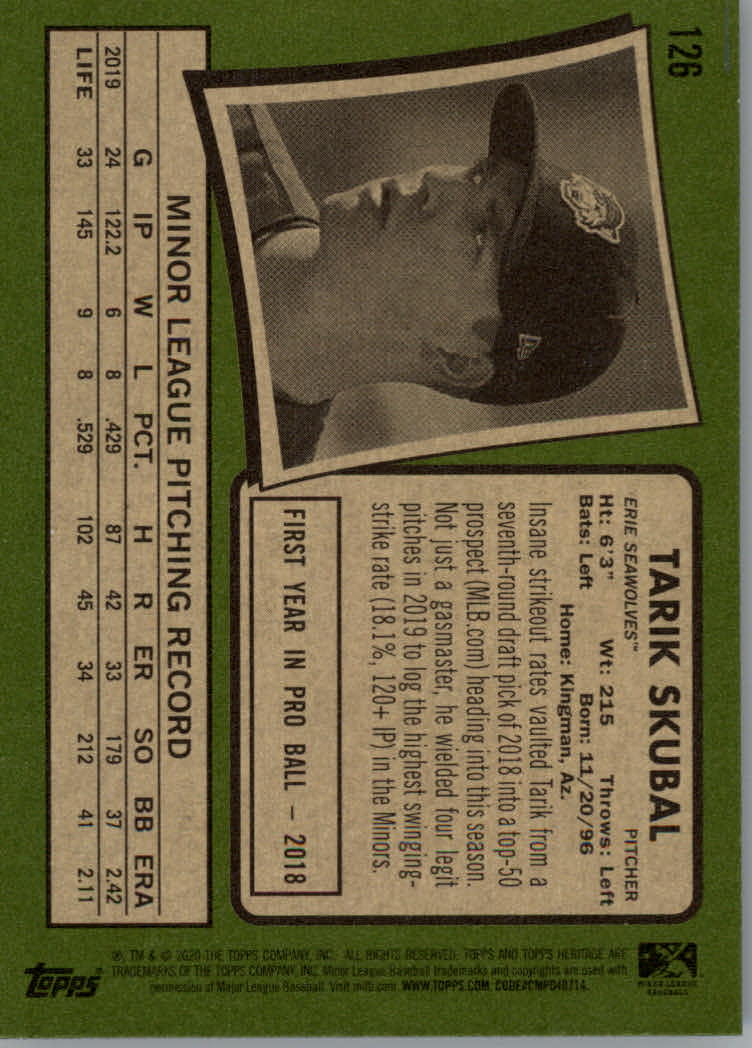 126
TARIK SKUBAL
ERIE SEAWOLVES™ PITCHER
Ht: 6'3" Wt: 215 Throws: Left
Bats: Left Born: 11/20/96
Home: Kingman, Az.
Insane strikeout rates vaulted Tarik from a
seventh-round draft pick of 2018 into a top-50
prospect (MLB.com) heading into this season.
Not just a gasmaster, he wielded four legit
pitches in 2019 to log the highest swinging-
strike rate (18.1%, 120+ IP) in the Minors.
FIRST YEAR IN PRO BALL — 2018
MINOR LEAGUE PITCHING RECORD
G IP W L PCT. H R ER SO BB ERA
2019 24 122.2 6 8 .429 87 42 33 179 37 2.42
LIFE 33 145 9 8 .529 102 45 34 212 41 2.11
MINOR LEAGUE
BASEBALL
®, TM & © 2020 THE TOPPS COMPANY, INC. ALL RIGHTS RESERVED. TOPPS AND TOPPS HERITAGE ARE
TRADEMARKS OF THE TOPPS COMPANY, INC. Minor League Baseball trademarks and copyrights are used with
permission of Major League Baseball. Visit milb.com. WWW.TOPPS.COM. CODE#CMP048714.
topps